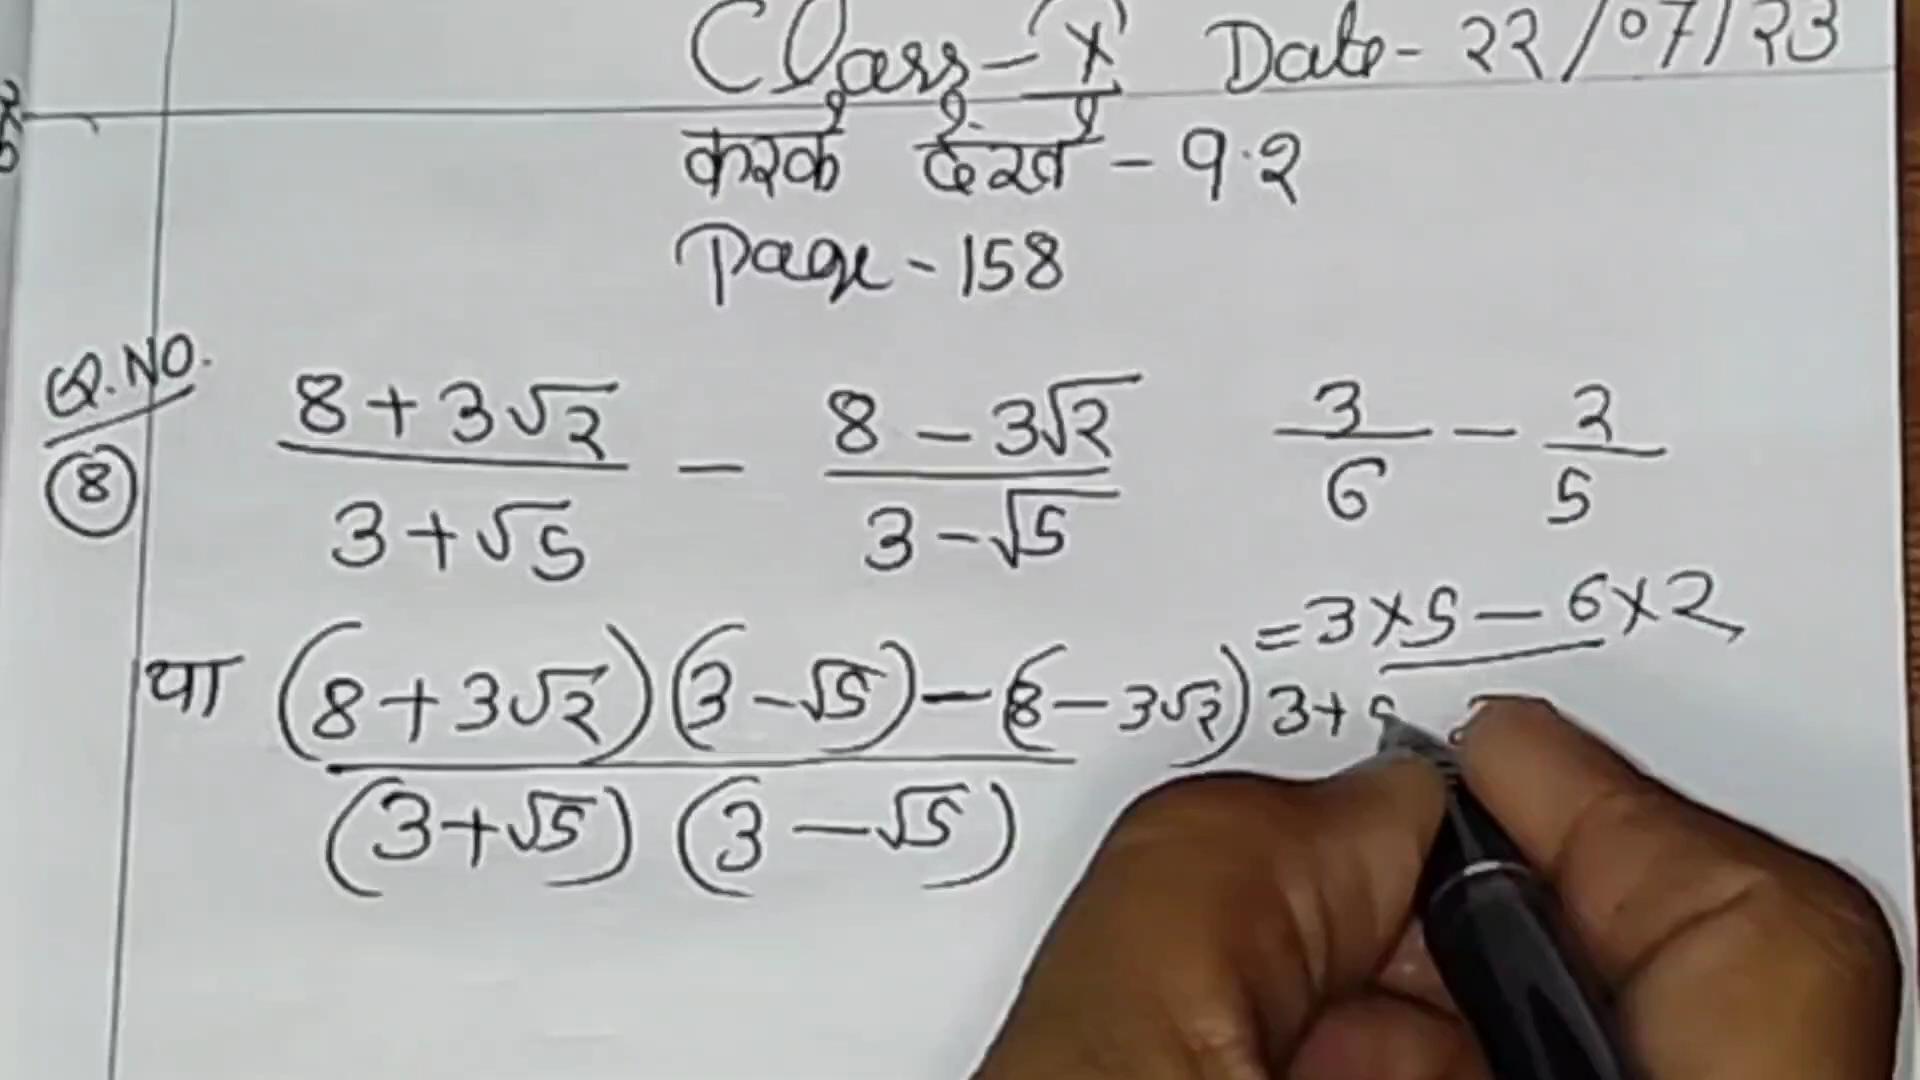 Class - X Date - 22/07/23
करके देखें - 9.2
Page - 158
Q.NO. 8
8 + 3√2 / 3 + √5 - 8 - 3√2 / 3 - √5
3/6 - 2/5
= 3 × 5 - 6 × 2
या (8 + 3√2) (3 - √5) - (8 - 3√2) 3 +
(3 + √5) (3 - √5)